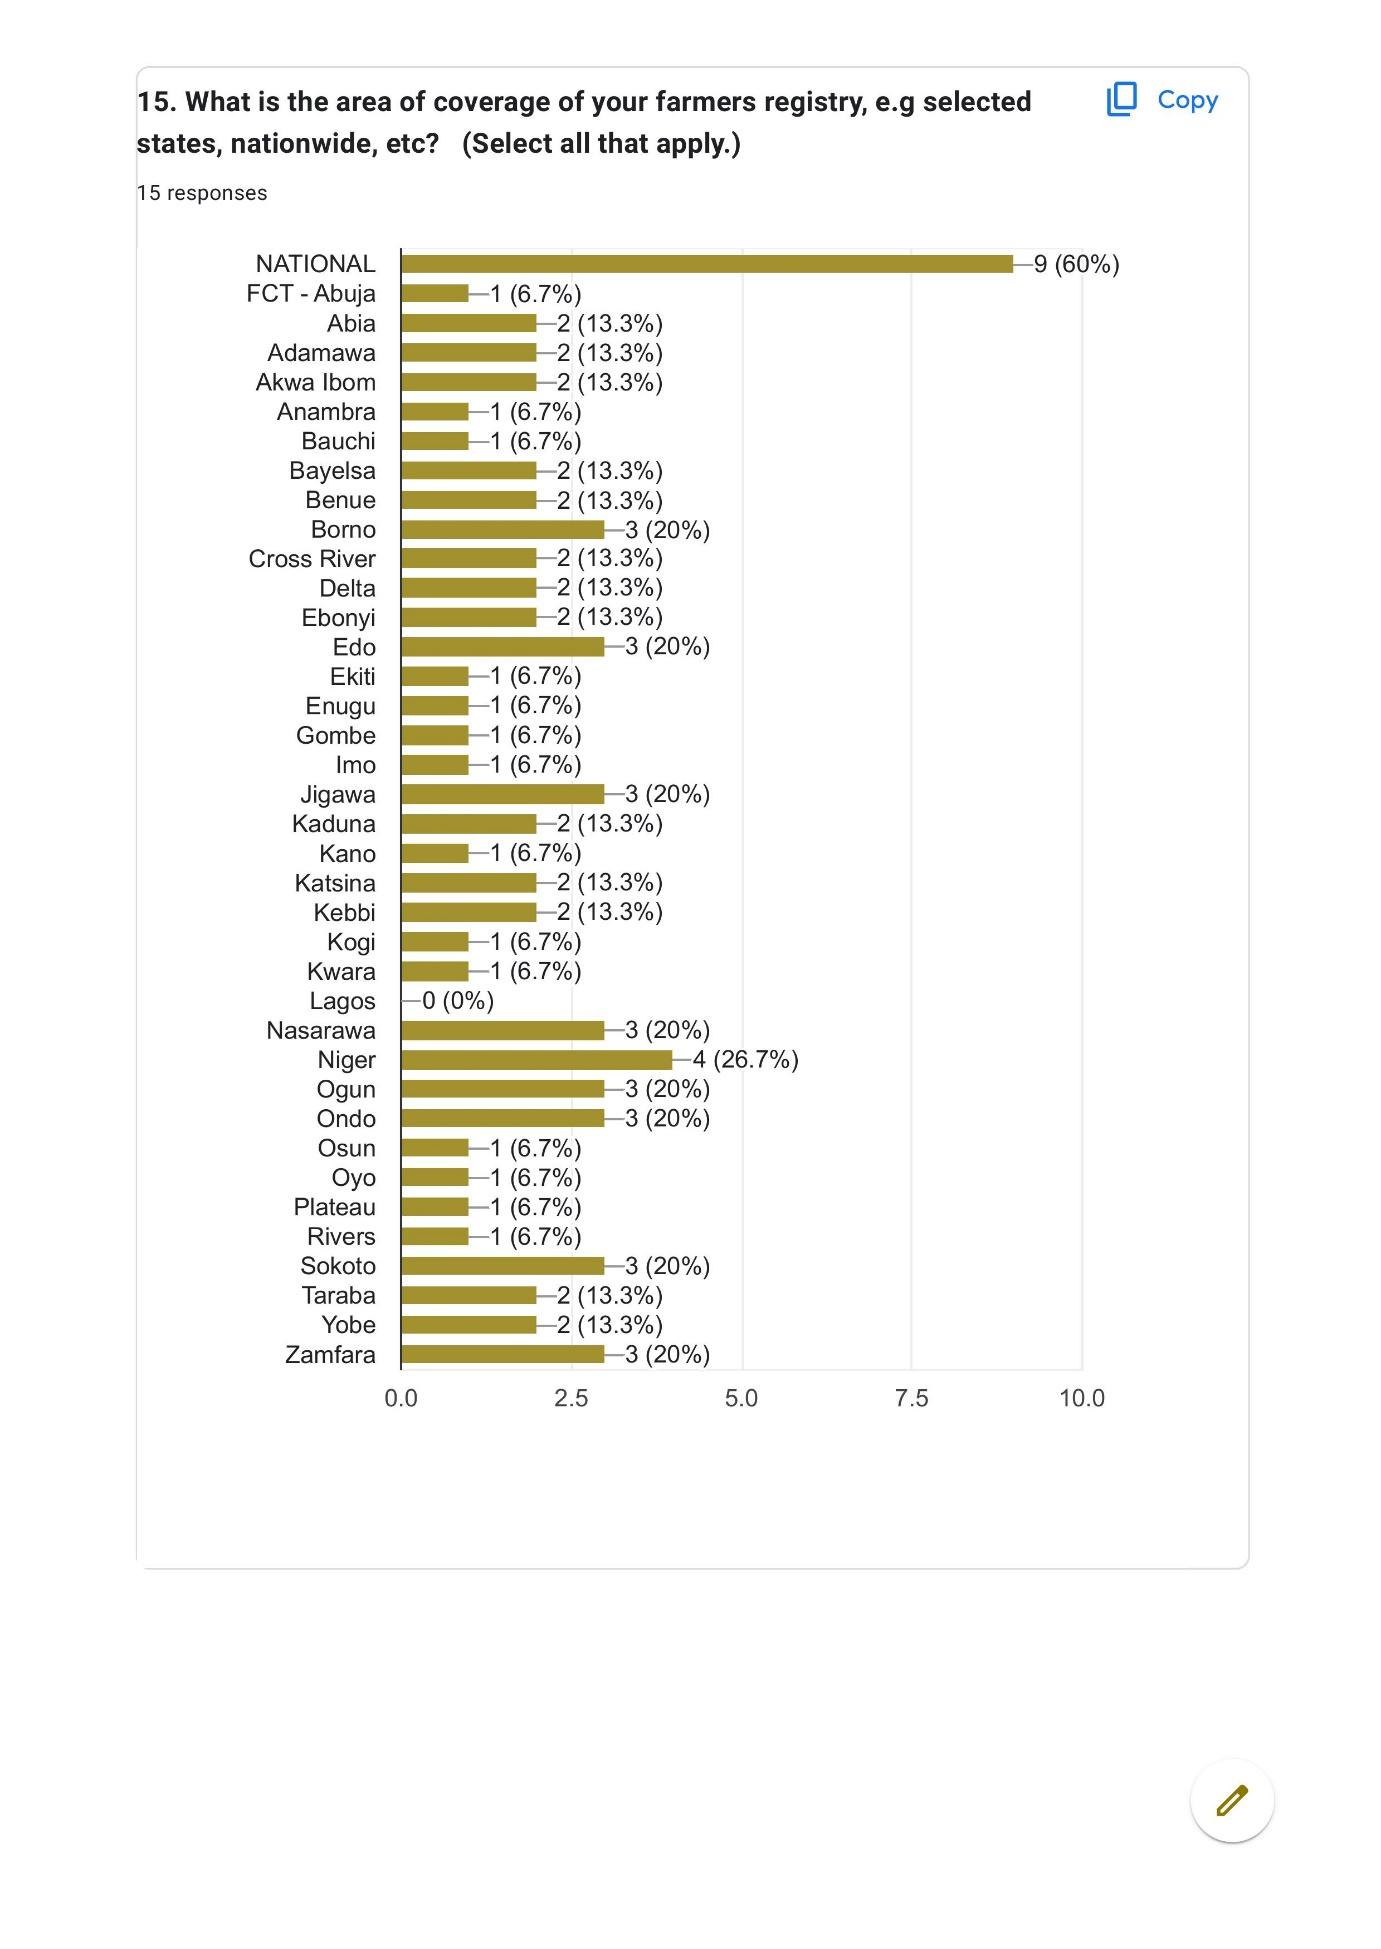 15. What is the area of coverage of your farmers registry, e.g selected
states, nationwide, etc?   (Select all that apply.)
Copy
15 responses
NATIONAL 9 (60%)
FCT - Abuja 1 (6.7%)
Abia 2 (13.3%)
Adamawa 2 (13.3%)
Akwa Ibom 2 (13.3%)
Anambra 1 (6.7%)
Bauchi 1 (6.7%)
Bayelsa 2 (13.3%)
Benue 2 (13.3%)
Borno 3 (20%)
Cross River 2 (13.3%)
Delta 2 (13.3%)
Ebonyi 2 (13.3%)
Edo 3 (20%)
Ekiti 1 (6.7%)
Enugu 1 (6.7%)
Gombe 1 (6.7%)
Imo 1 (6.7%)
Jigawa 3 (20%)
Kaduna 2 (13.3%)
Kano 1 (6.7%)
Katsina 2 (13.3%)
Kebbi 2 (13.3%)
Kogi 1 (6.7%)
Kwara 1 (6.7%)
Lagos 0 (0%)
Nasarawa 3 (20%)
Niger 4 (26.7%)
Ogun 3 (20%)
Ondo 3 (20%)
Osun 1 (6.7%)
Oyo 1 (6.7%)
Plateau 1 (6.7%)
Rivers 1 (6.7%)
Sokoto 3 (20%)
Taraba 2 (13.3%)
Yobe 2 (13.3%)
Zamfara 3 (20%)
0.0 2.5 5.0 7.5 10.0